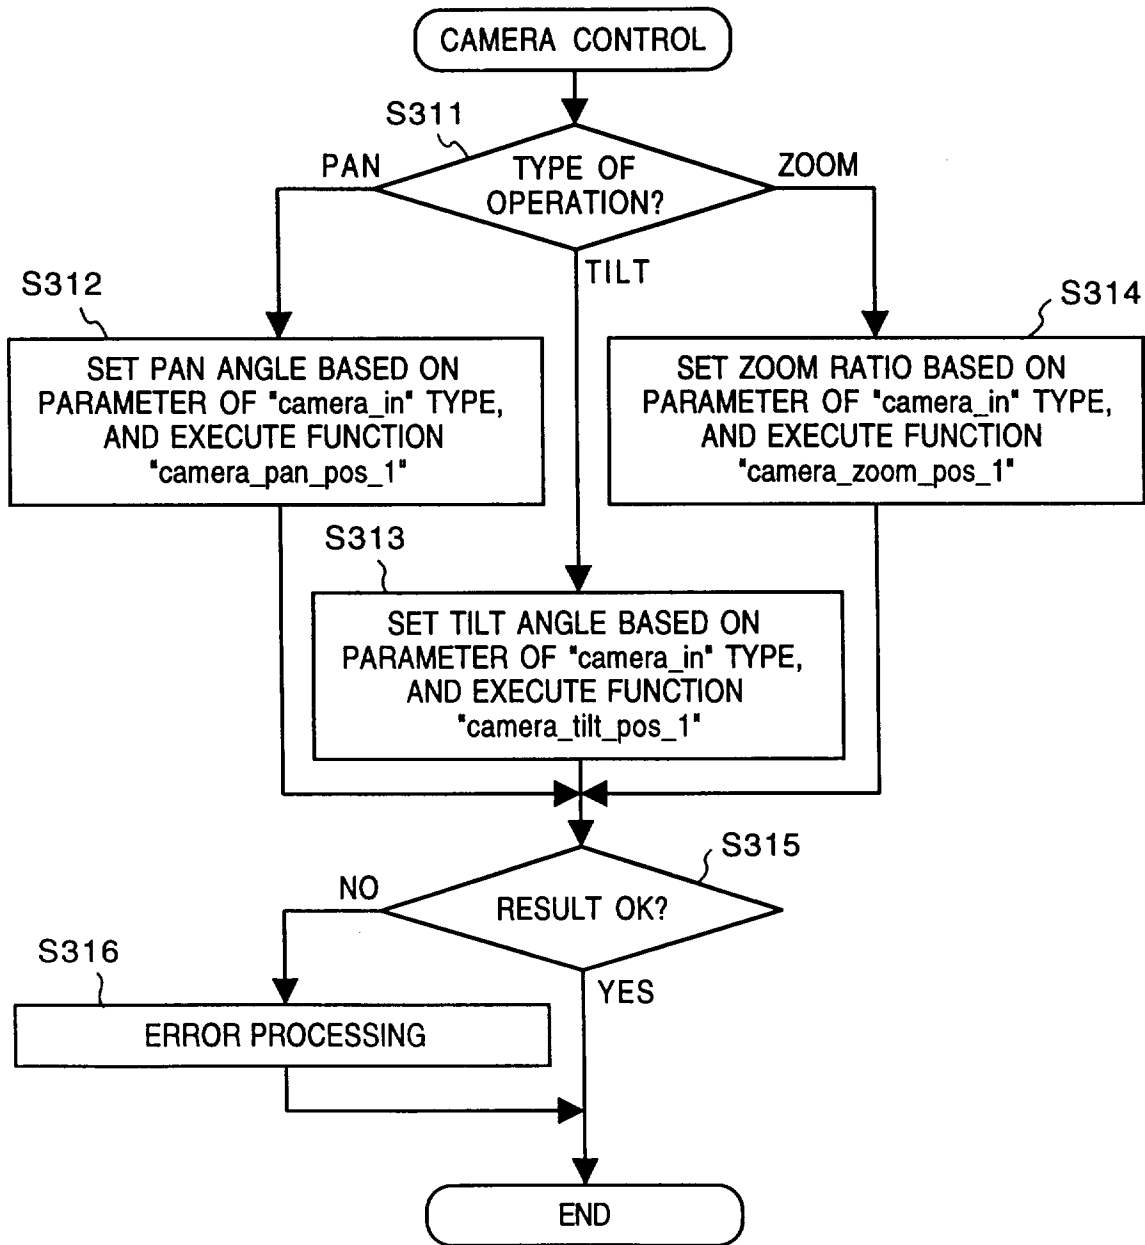 CAMERA CONTROL
S311
PAN
TYPE OF
OPERATION?
ZOOM
TILT
S312
SET PAN ANGLE BASED ON
PARAMETER OF "camera_in" TYPE,
AND EXECUTE FUNCTION
"camera_pan_pos_1"
S314
SET ZOOM RATIO BASED ON
PARAMETER OF "camera_in" TYPE,
AND EXECUTE FUNCTION
"camera_zoom_pos_1"
S313
SET TILT ANGLE BASED ON
PARAMETER OF "camera_in" TYPE,
AND EXECUTE FUNCTION
"camera_tilt_pos_1"
S315
NO
RESULT OK?
YES
S316
ERROR PROCESSING
END